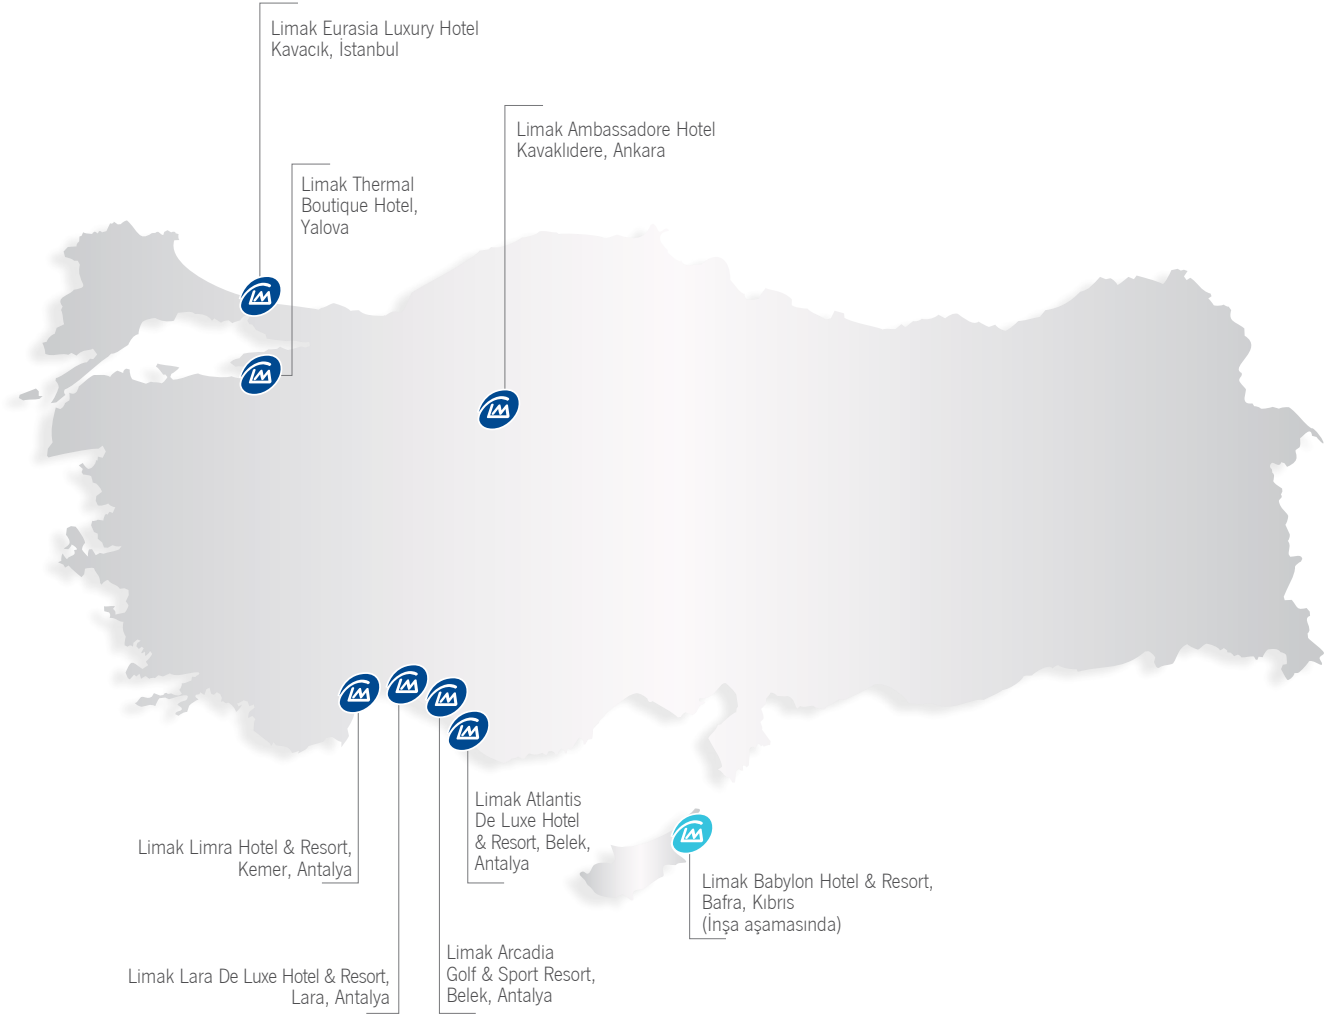 Limak Eurasia Luxury Hotel
Kavacık, İstanbul
Limak Ambassadore Hotel
Kavaklıdere, Ankara
Limak Thermal
Boutique Hotel,
Yalova
Limak Atlantis
De Luxe Hotel
& Resort, Belek,
Antalya
Limak Limra Hotel & Resort,
Kemer, Antalya
Limak Babylon Hotel & Resort,
Bafra, Kıbrıs
(İnşa aşamasında)
Limak Arcadia
Golf & Sport Resort,
Belek, Antalya
Limak Lara De Luxe Hotel & Resort,
Lara, Antalya